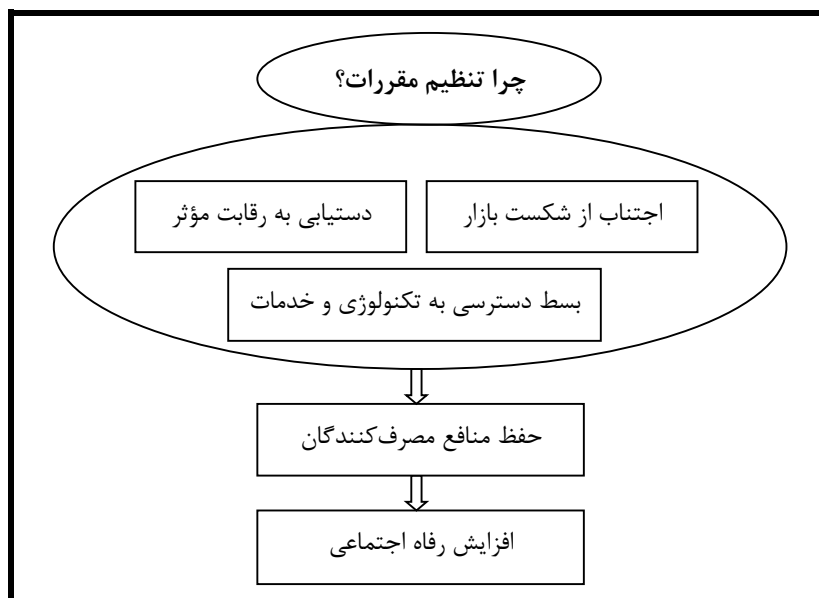 چرا تنظیم مقررات؟
اجتناب از شکست بازار
دستیابی به رقابت مؤثر
بسط دسترسی به تکنولوژی و خدمات
حفظ منافع مصرف‌کنندگان
افزایش رفاه اجتماعی